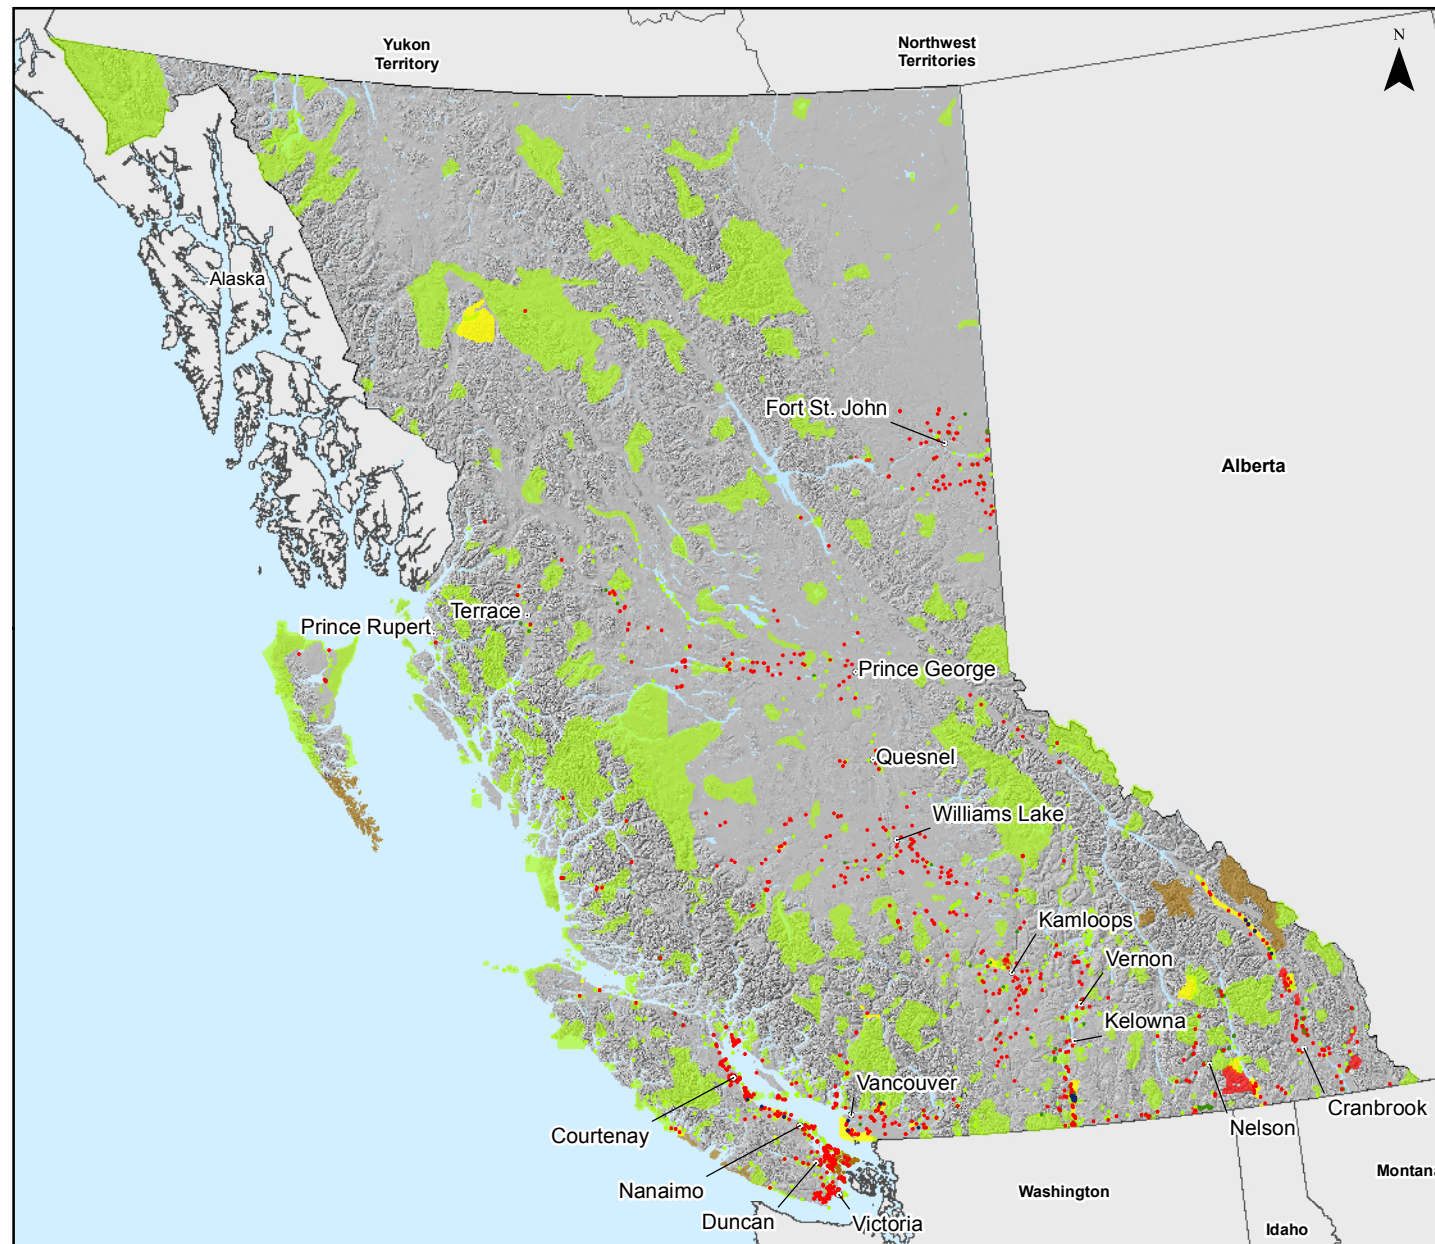 N
Yukon
Territory
Northwest
Territories
Alaska
Fort St. John
Alberta
Terrace
Prince Rupert
Prince George
Quesnel
Williams Lake
Kamloops
Vernon
Kelowna
Vancouver
Cranbrook
Courtenay
Nelson
Nanaimo
Montana
Washington
Duncan
Victoria
Idaho